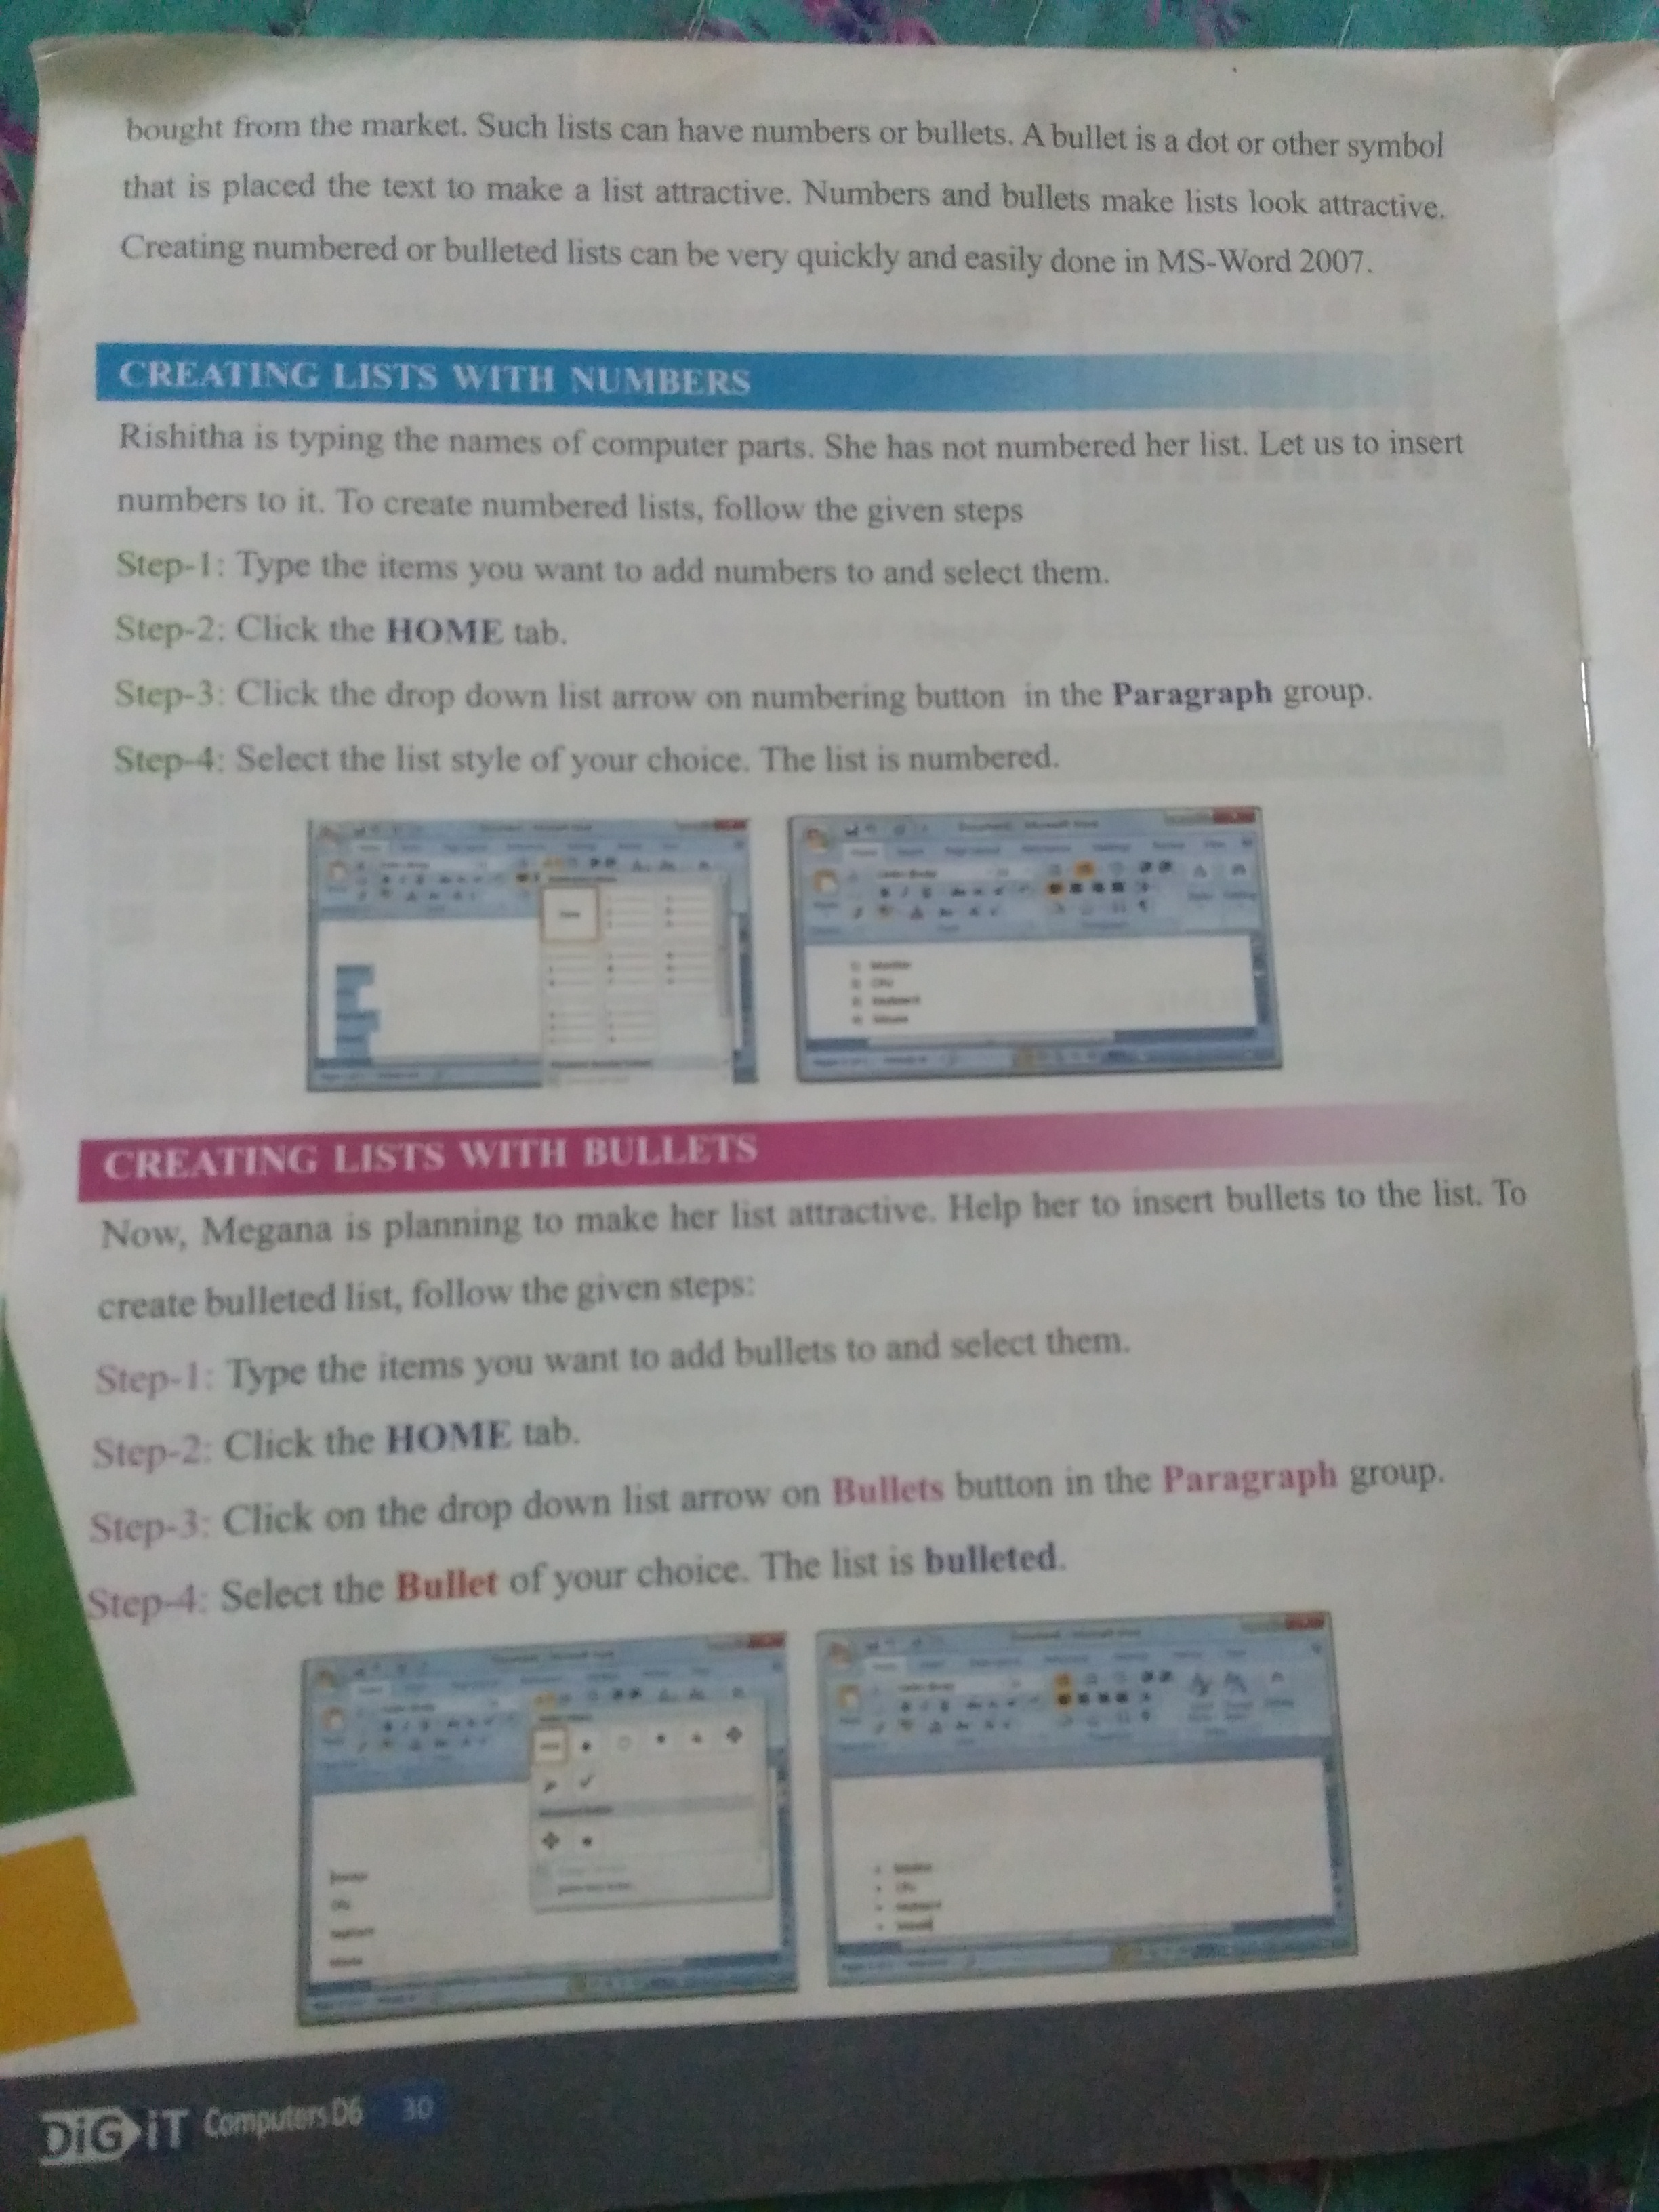 bought from the market. Such lists can have numbers or bullets. A bullet is a dot or other symbol
that is placed the text to make a list attractive. Numbers and bullets make lists look attractive.
Creating numbered or bulleted lists can be very quickly and easily done in MS-Word 2007.
CREATING LISTS WITH NUMBERS
Rishitha is typing the names of computer parts. She has not numbered her list. Let us to insert
numbers to it. To create numbered lists, follow the given steps
Step-1: Type the items you want to add numbers to and select them.
Step-2: Click the HOME tab.
Step-3: Click the drop down list arrow on numbering button in the Paragraph group.
Step-4: Select the list style of your choice. The list is numbered.
CREATING LISTS WITH BULLETS
Now, Megana is planning to make her list attractive. Help her to insert bullets to the list. To
create bulleted list, follow the given steps:
Step-1: Type the items you want to add bullets to and select them.
Step-2: Click the HOME tab.
Step-3: Click on the drop down list arrow on Bullets button in the Paragraph group.
Step-4: Select the Bullet of your choice. The list is bulleted.
DiGiT Computers D6 30